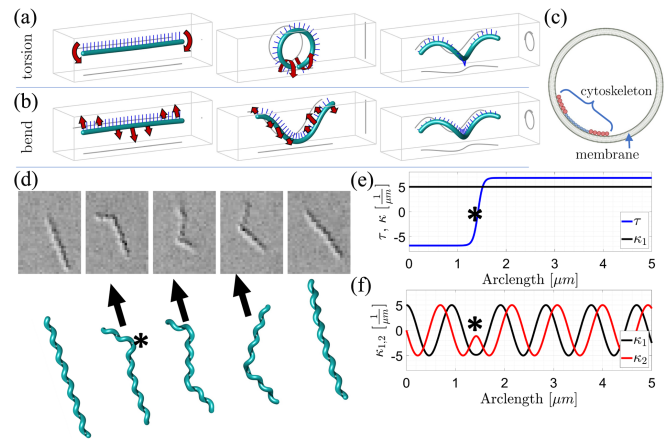 (a)
torsion
(b)
bend
(c)
cytoskeleton
membrane
(d)
*
(e)
τ, κ [1/μm]
5
0
-5
*
τ
κ₁
0 1 2 3 4 5
Arclength [μm]
(f)
κ₁,₂ [1/μm]
5
0
-5
*
κ₁
κ₂
0 1 2 3 4 5
Arclength [μm]